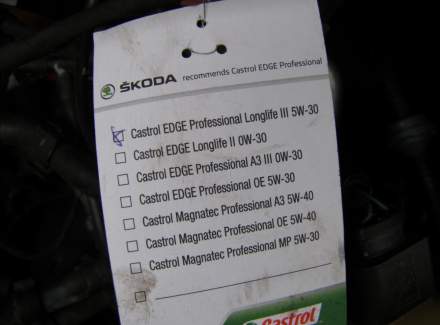 ŠKODA recommends Castrol EDGE Professional
Castrol EDGE Professional Longlife III 5W-30
Castrol EDGE Longlife II 0W-30
Castrol EDGE Professional A3 III 0W-30
Castrol EDGE Professional OE 5W-30
Castrol Magnatec Professional A3 5W-40
Castrol Magnatec Professional OE 5W-40
Castrol Magnatec Professional MP 5W-30
Castrol